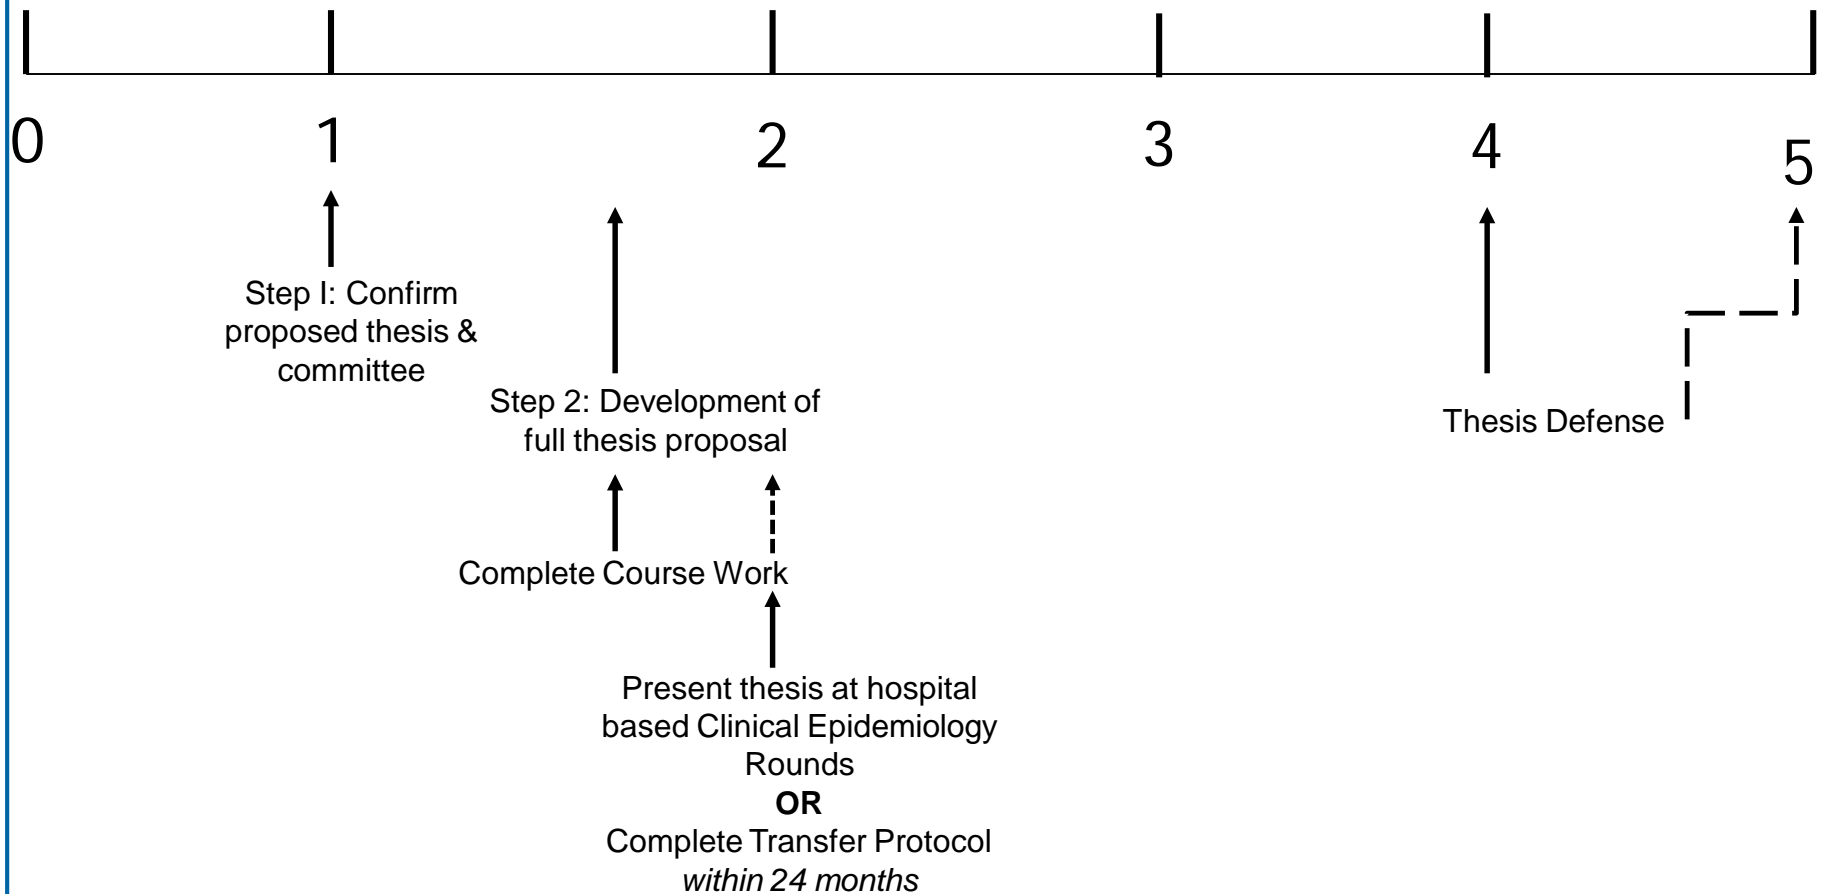 0
1
2
3
4
5
Step I: Confirm
proposed thesis &
committee
Step 2: Development of
full thesis proposal
Thesis Defense
Complete Course Work
Present thesis at hospital
based Clinical Epidemiology
Rounds
OR
Complete Transfer Protocol
within 24 months